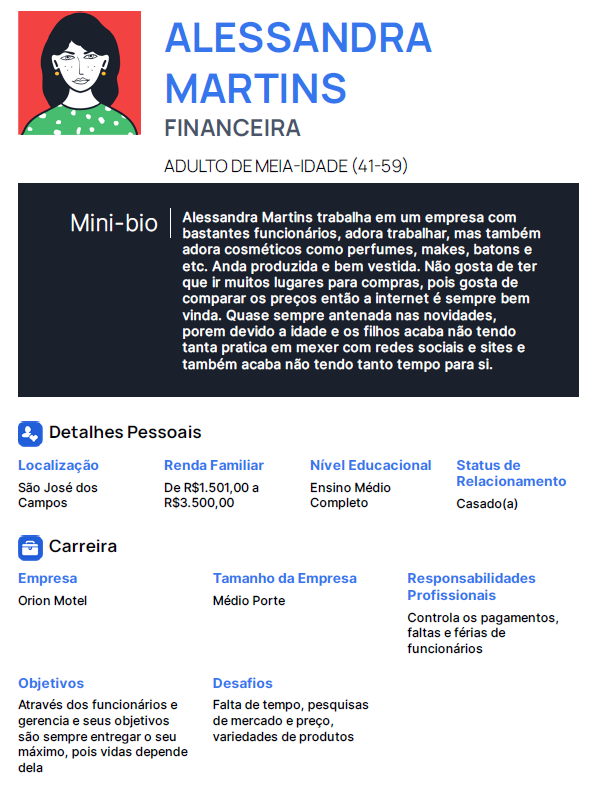 ALESSANDRA
MARTINS
FINANCEIRA
ADULTO DE MEIA-IDADE (41-59)
Mini-bio
Alessandra Martins trabalha em um empresa com
bastantes funcionários, adora trabalhar, mas também
adora cosméticos como perfumes, makes, batons e
etc. Anda produzida e bem vestida. Não gosta de ter
que ir muitos lugares para compras, pois gosta de
comparar os preços então a internet é sempre bem
vinda. Quase sempre antenada nas novidades,
porem devido a idade e os filhos acaba não tendo
tanta pratica em mexer com redes sociais e sites e
também acaba não tendo tanto tempo para si.
Detalhes Pessoais
Localização
São José dos
Campos
Renda Familiar
De R$1.501,00 a
R$3.500,00
Nível Educacional
Ensino Médio
Completo
Status de
Relacionamento
Casado(a)
Carreira
Empresa
Orion Motel
Tamanho da Empresa
Médio Porte
Responsabilidades
Profissionais
Controla os pagamentos,
faltas e férias de
funcionários
Objetivos
Através dos funcionários e
gerencia e seus objetivos
são sempre entregar o seu
máximo, pois vidas depende
dela
Desafios
Falta de tempo, pesquisas
de mercado e preço,
variedades de produtos